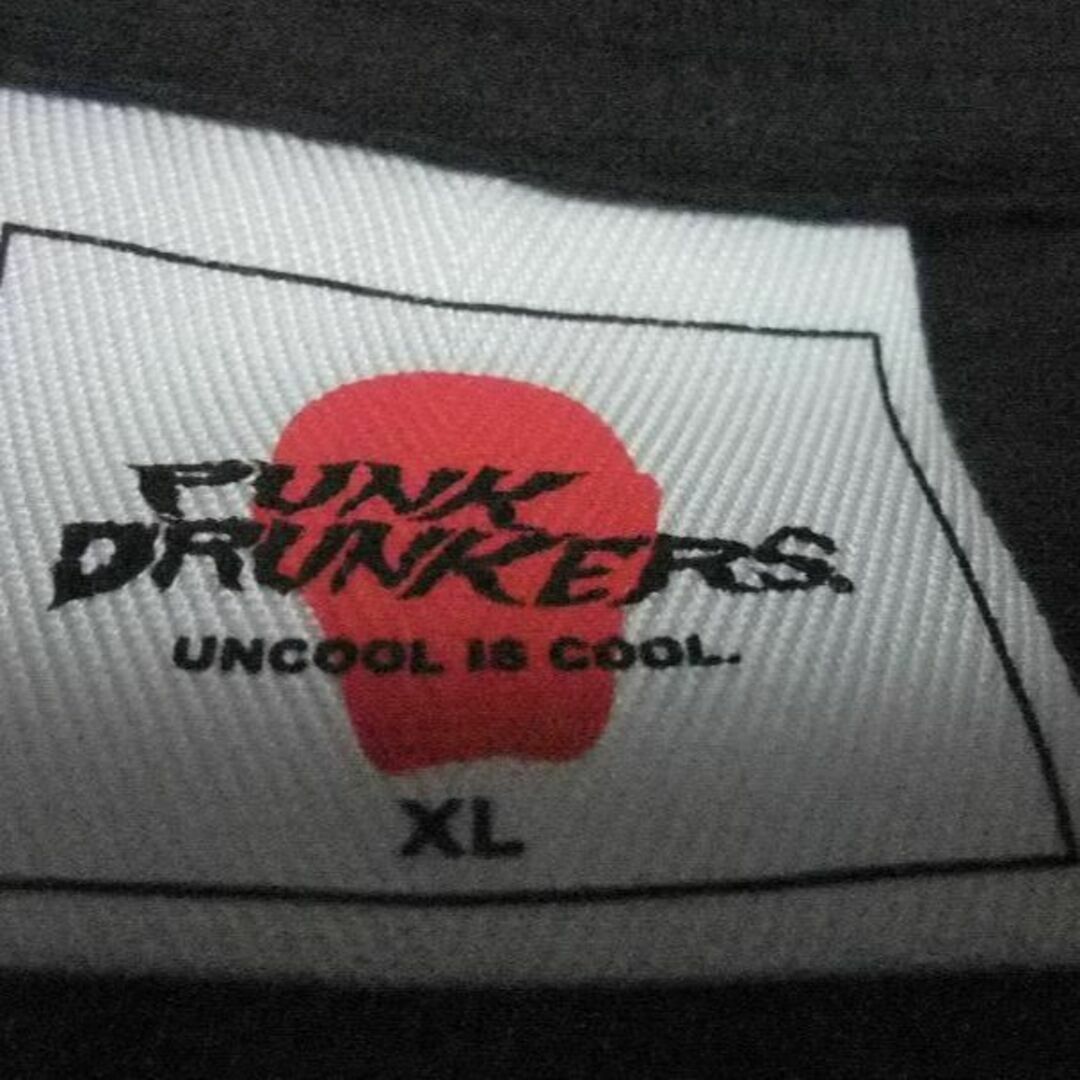 PUNK
DRUNKERS.
UNCOOL IS COOL.
XL